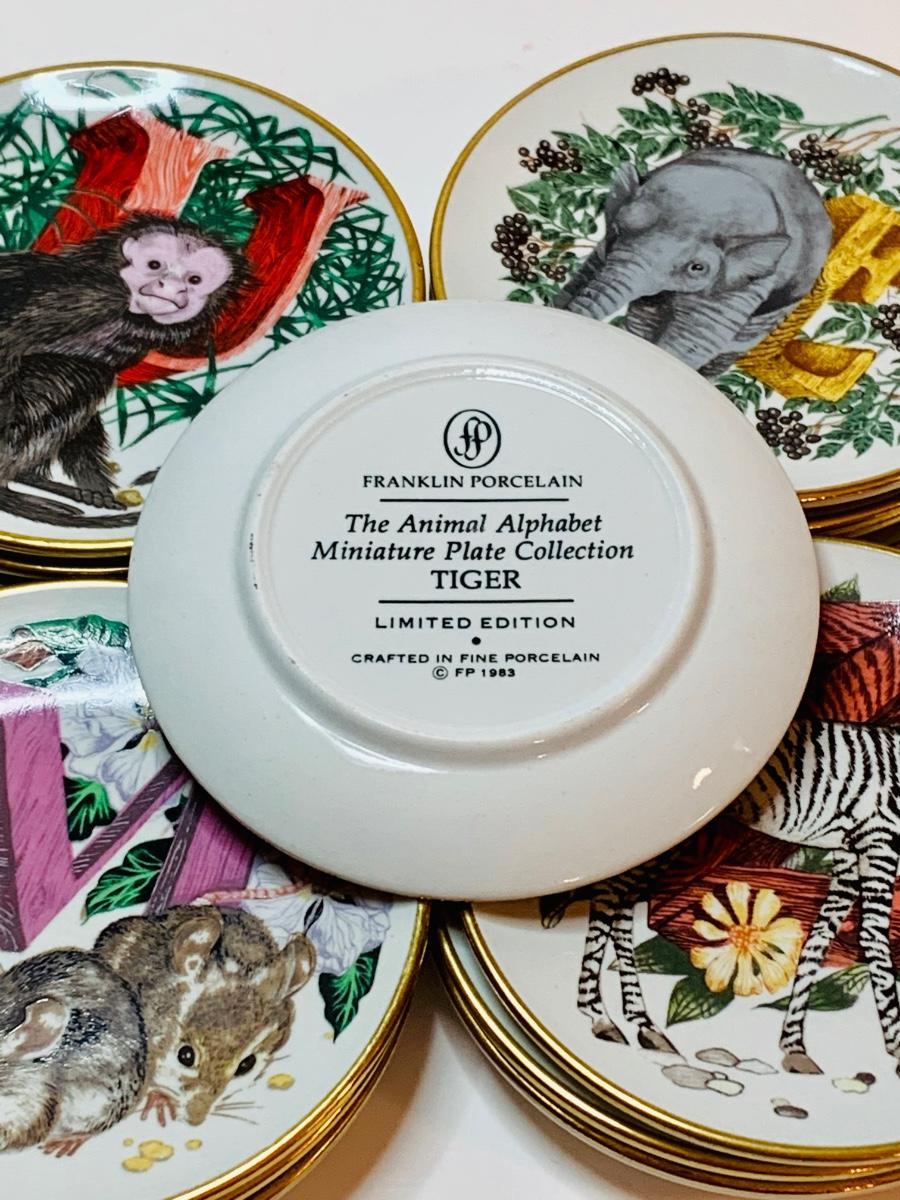 FP
FRANKLIN PORCELAIN
The Animal Alphabet
Miniature Plate Collection
TIGER
LIMITED EDITION
•
CRAFTED IN FINE PORCELAIN
© FP 1983